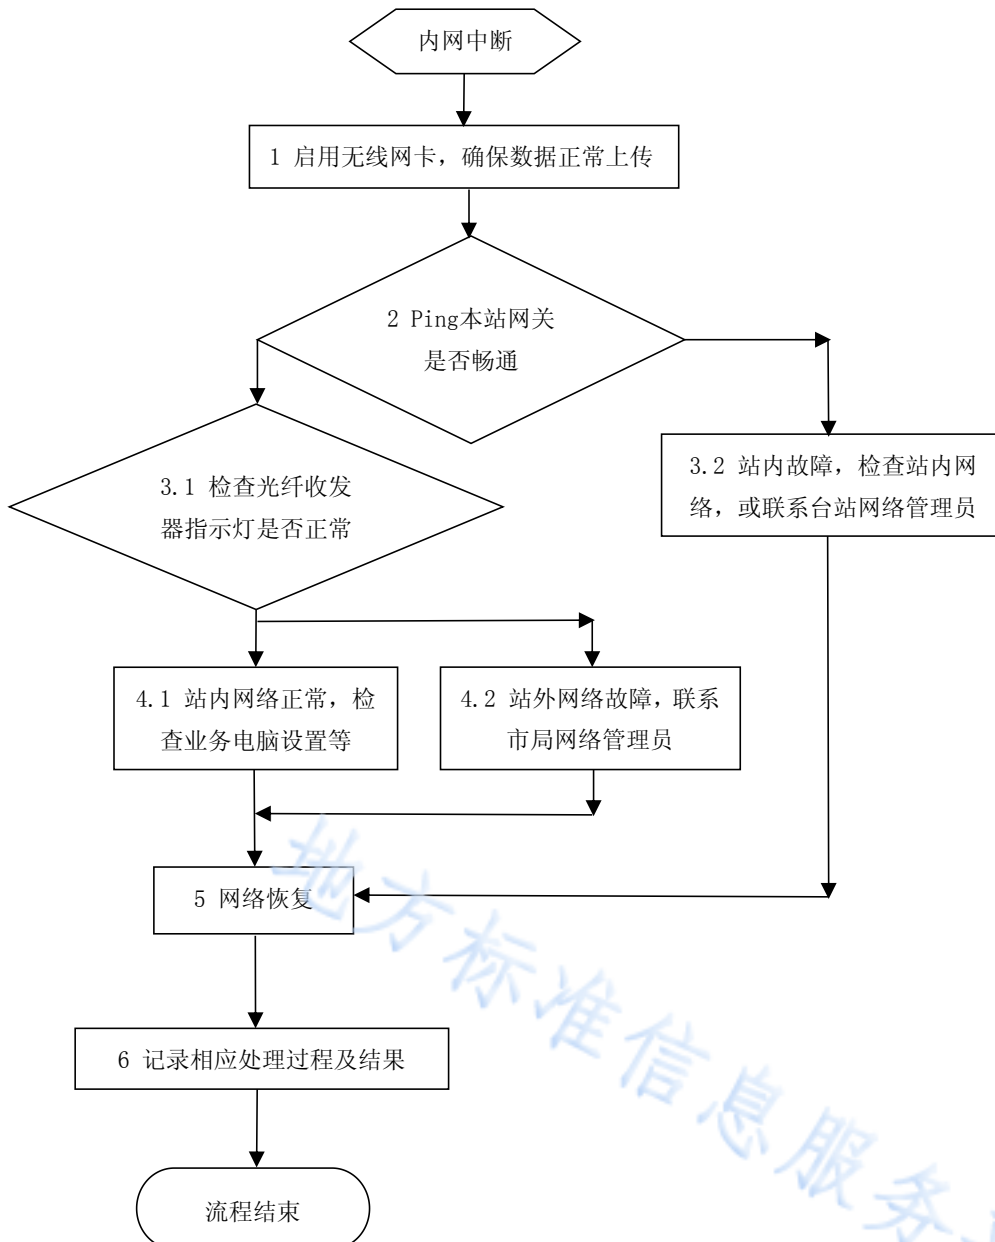 内网中断
1 启用无线网卡，确保数据正常上传
2 Ping本站网关
是否畅通
3.1 检查光纤收发
器指示灯是否正常
3.2 站内故障，检查站内网
络，或联系台站网络管理员
4.1 站内网络正常，检
查业务电脑设置等
4.2 站外网络故障，联系
市局网络管理员
5 网络恢复
6 记录相应处理过程及结果
流程结束
地方标准信息服务